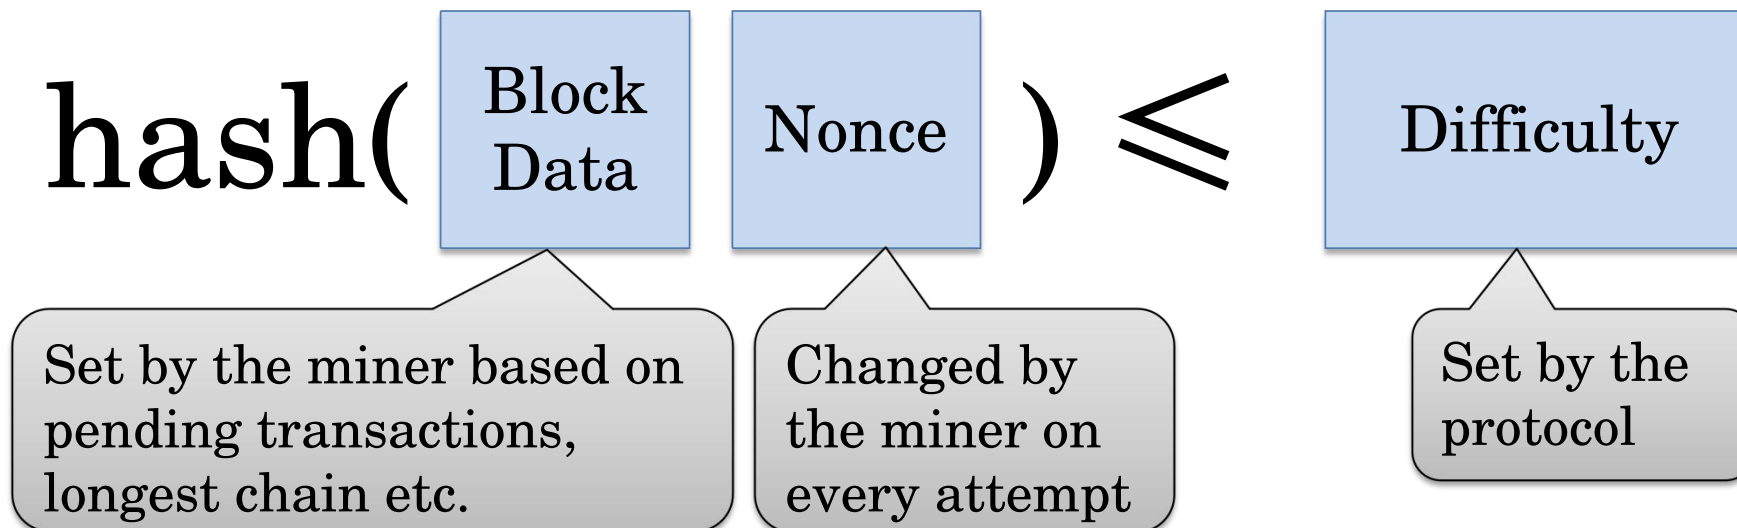 hash( Block Data Nonce ) ⩽ Difficulty
Set by the miner based on
pending transactions,
longest chain etc.
Changed by
the miner on
every attempt
Set by the
protocol